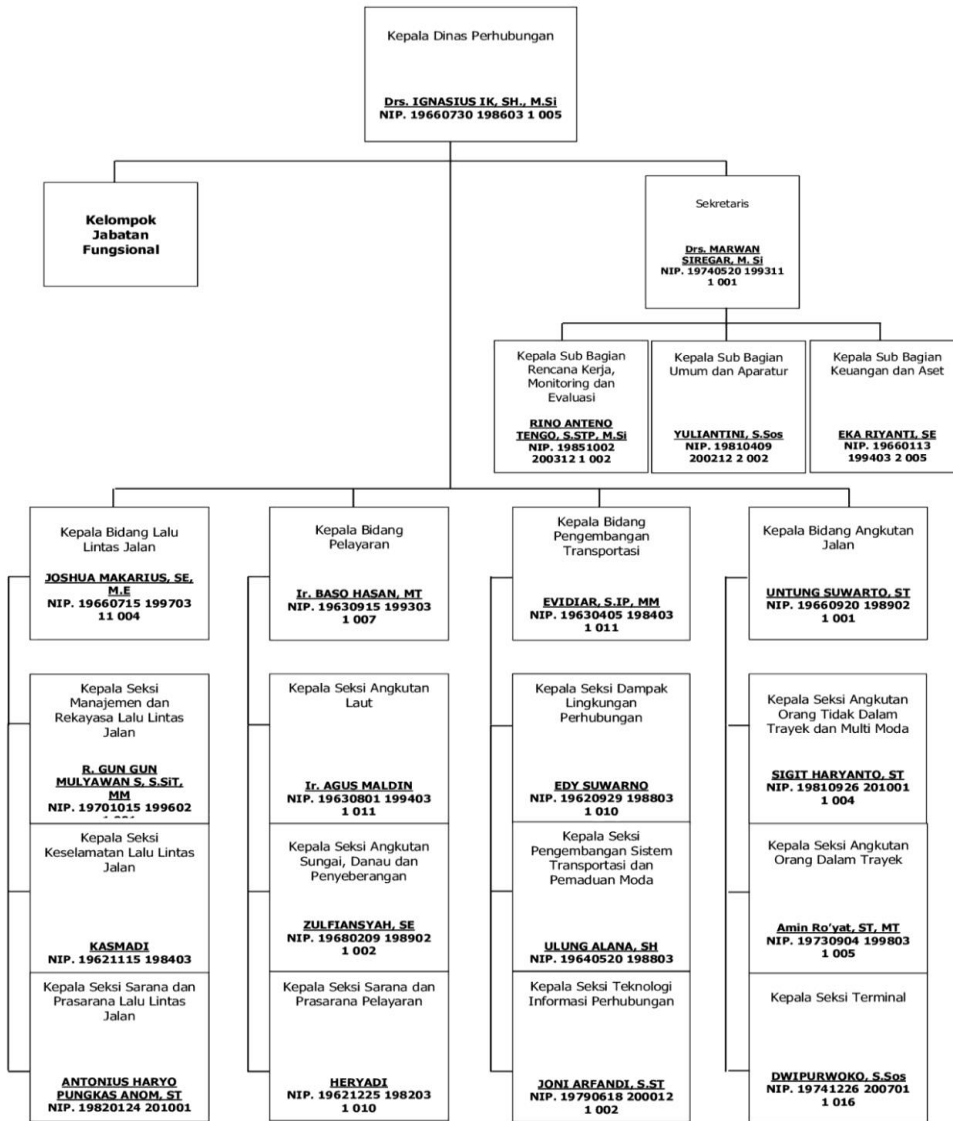 Kepala Dinas Perhubungan
Drs. IGNASIUS IK, SH., M.Si
NIP. 19660730 198603 1 005
Kelompok
Jabatan
Fungsional
Sekretaris
Drs. MARWAN
SIREGAR, M. Si
NIP. 19740520 199311
1 001
Kepala Sub Bagian
Rencana Kerja,
Monitoring dan
Evaluasi
RINO ANTENO
TENGO, S.STP, M.Si
NIP. 19851002
200312 1 002
Kepala Sub Bagian
Umum dan Aparatur
YULIANTINI, S.Sos
NIP. 19810409
200212 2 002
Kepala Sub Bagian
Keuangan dan Aset
EKA RIYANTI, SE
NIP. 19660113
199403 2 005
Kepala Bidang Lalu
Lintas Jalan
JOSHUA MAKARIUS, SE,
M.E
NIP. 19660715 199703
11 004
Kepala Bidang
Pelayaran
Ir. BASO HASAN, MT
NIP. 19630915 199303
1 007
Kepala Bidang
Pengembangan
Transportasi
EVIDIAR, S.IP, MM
NIP. 19630405 198403
1 011
Kepala Bidang Angkutan
Jalan
UNTUNG SUWARTO, ST
NIP. 19660920 198902
1 001
Kepala Seksi
Manajemen dan
Rekayasa Lalu Lintas
Jalan
R. GUN GUN
MULYAWAN S, S.SiT,
MM
NIP. 19701015 199602
Kepala Seksi Angkutan
Laut
Ir. AGUS MALDIN
NIP. 19630801 199403
1 011
Kepala Seksi Dampak
Lingkungan
Perhubungan
EDY SUWARNO
NIP. 19620929 198803
1 010
Kepala Seksi Angkutan
Orang Tidak Dalam
Trayek dan Multi Moda
SIGIT HARYANTO, ST
NIP. 19810926 201001
1 004
Kepala Seksi
Keselamatan Lalu Lintas
Jalan
KASMADI
NIP. 19621115 198403
Kepala Seksi Angkutan
Sungai, Danau dan
Penyeberangan
ZULFIANSYAH, SE
NIP. 19680209 198902
1 002
Kepala Seksi
Pengembangan Sistem
Transportasi dan
Pemaduan Moda
ULUNG ALANA, SH
NIP. 19640520 198803
Kepala Seksi Angkutan
Orang Dalam Trayek
Amin Ro'yat, ST, MT
NIP. 19730904 199803
1 005
Kepala Seksi Sarana dan
Prasarana Lalu Lintas
Jalan
ANTONIUS HARYO
PUNGKAS ANOM, ST
NIP. 19820124 201001
Kepala Seksi Sarana dan
Prasarana Pelayaran
HERYADI
NIP. 19621225 198203
1 010
Kepala Seksi Teknologi
Informasi Perhubungan
JONI ARFANDI, S.ST
NIP. 19790618 200012
1 002
Kepala Seksi Terminal
DWIPURWOKO, S.Sos
NIP. 19741226 200701
1 016